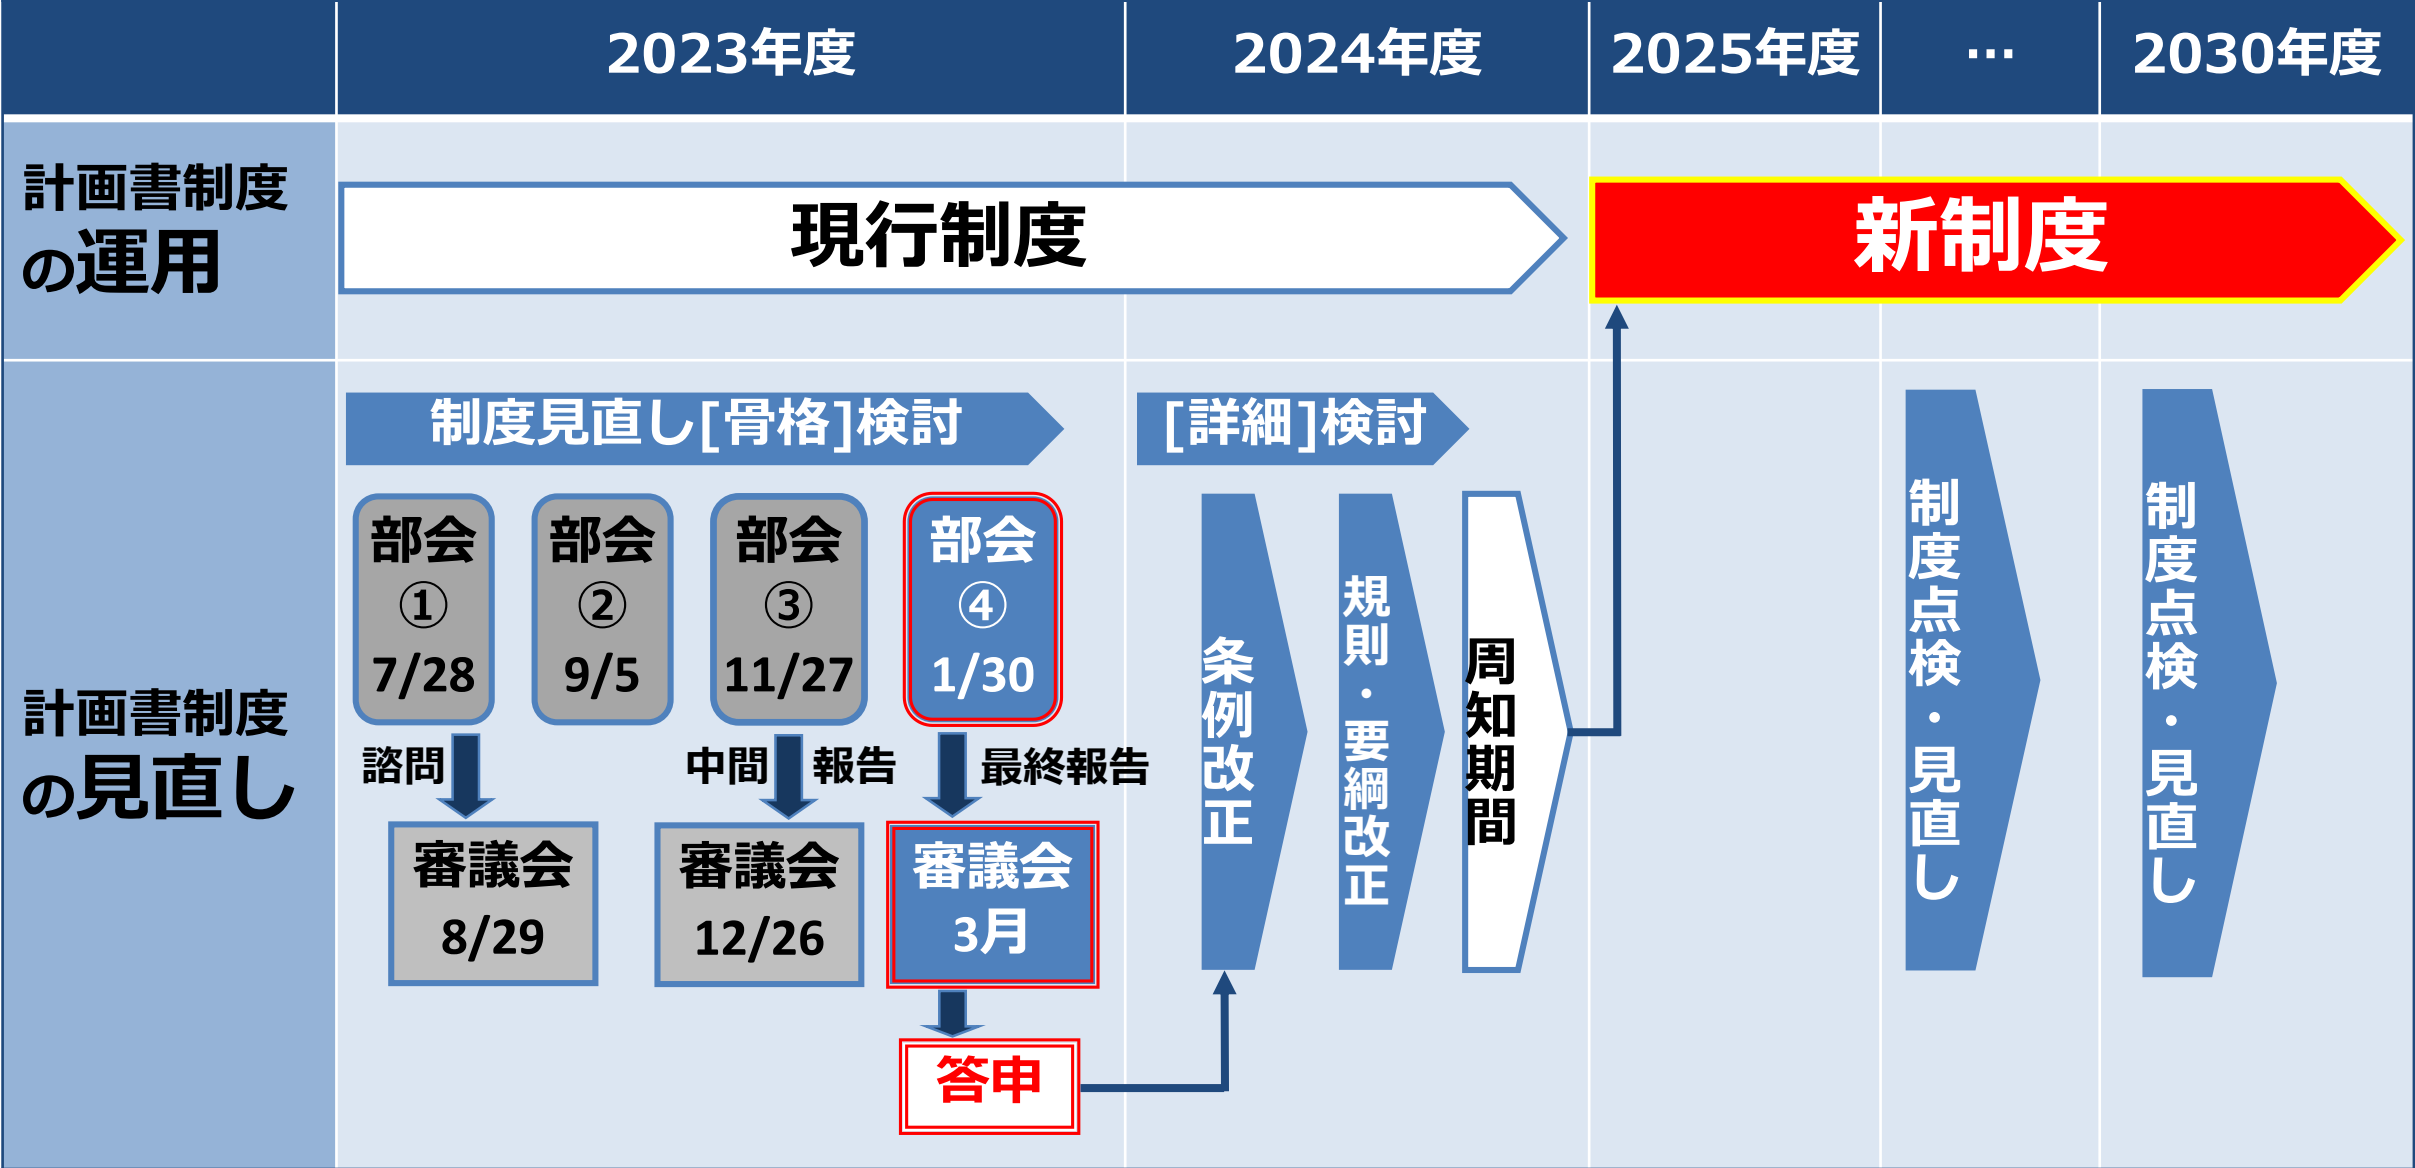 2023年度
2024年度
2025年度
…
2030年度
計画書制度
の運用
現行制度
新制度
計画書制度
の見直し
制度見直し[骨格]検討
[詳細]検討
部会
①
7/28
部会
②
9/5
部会
③
11/27
部会
④
1/30
諮問
中間 報告
最終報告
審議会
8/29
審議会
12/26
審議会
3月
答申
条例改正
規則・要綱改正
周知期間
制度点検・見直し
制度点検・見直し